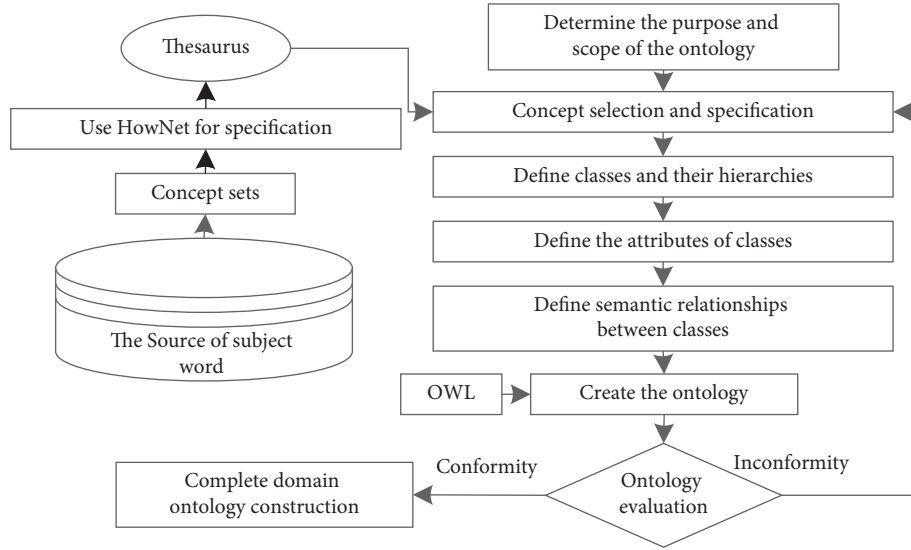 Thesaurus
Use HowNet for specification
Concept sets
The Source of subject
word
Determine the purpose and
scope of the ontology
Concept selection and specification
Define classes and their hierarchies
Define the attributes of classes
Define semantic relationships
between classes
OWL
Create the ontology
Ontology
evaluation
Conformity
Inconformity
Complete domain
ontology construction